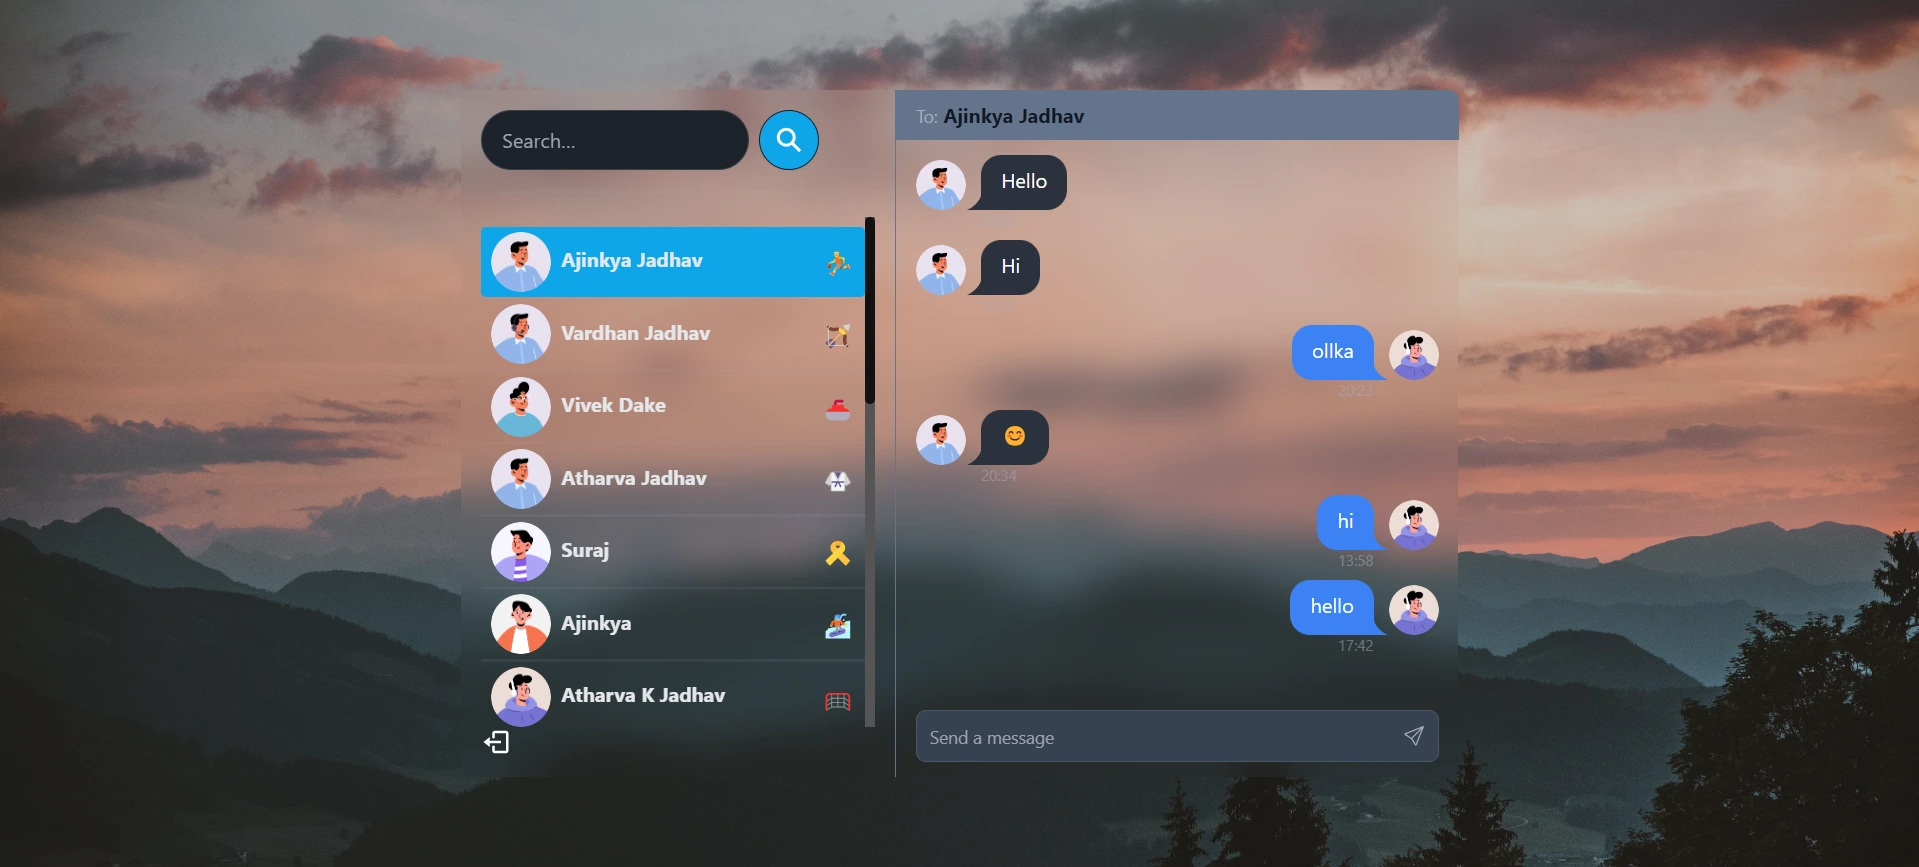 Search...
Ajinkya Jadhav
Vardhan Jadhav
Vivek Dake
Atharva Jadhav
Suraj
Ajinkya
Atharva K Jadhav
To: Ajinkya Jadhav
Hello
Hi
ollka
20:23
😊
20:34
hi
13:58
hello
17:42
Send a message